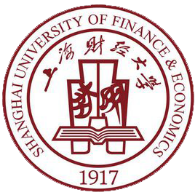 SHANGHAI UNIVERSITY OF FINANCE & ECONOMICS
上海财经大学
1917